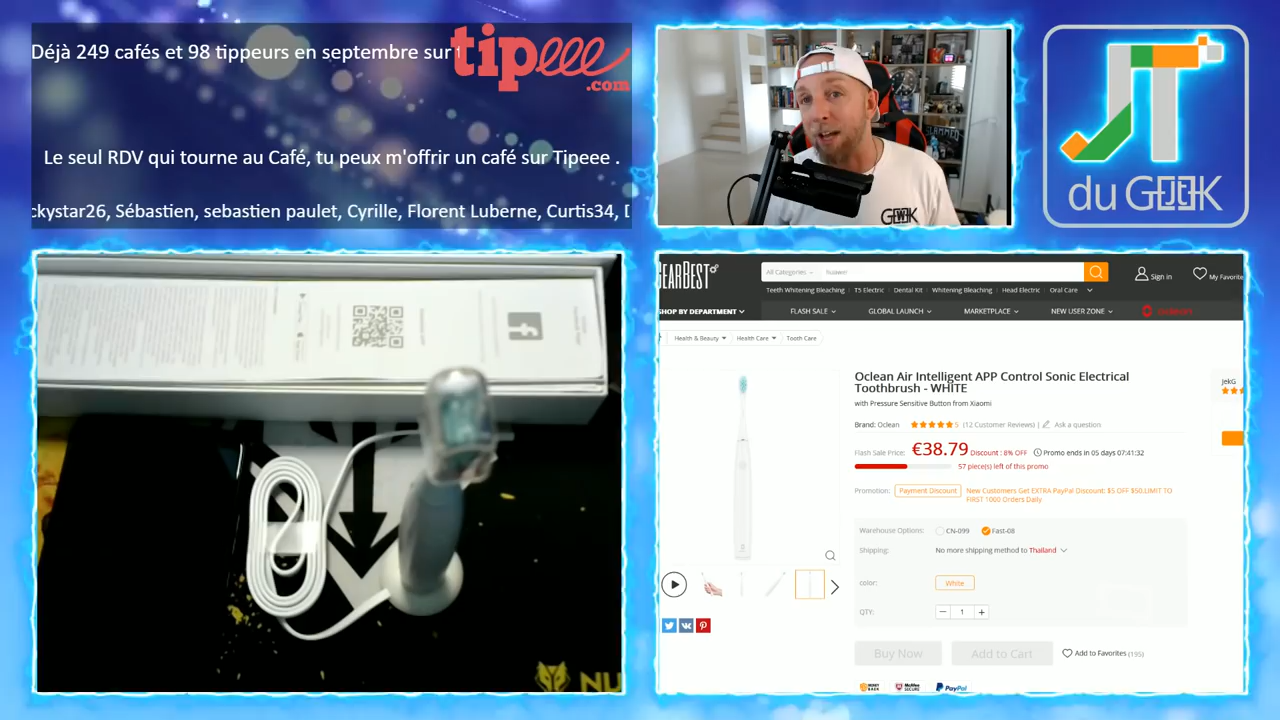 Déjà 249 cafés et 98 tippeurs en septembre sur
tipeee
.com
Le seul RDV qui tourne au Café, tu peux m'offrir un café sur Tipeee .
ckystar26, Sébastien, sebastien paulet, Cyrille, Florent Luberne, Curtis34,
GEEK
JT
du GEEK
NU
GEARBEST
All Categories
Huawei
Sign in
My Favorite
Teeth Whitening Bleaching
T5 Electric
Dental Kit
Whitening Bleaching
Head Electric
Oral Care
SHOP BY DEPARTMENT
FLASH SALE
GLOBAL LAUNCH
MARKETPLACE
NEW USER ZONE
Health & Beauty
Health Care
Tooth Care
Oclean Air Intelligent APP Control Sonic Electrical
Toothbrush - WHITE
with Pressure Sensitive Button from Xiaomi
JekG
Brand: Oclean
5 (12 Customer Reviews) | Ask a question
Flash Sale Price: €38.79 Discount : 8% OFF Promo ends in 05 days 07:41:32
57 piece(s) left of this promo
Promotion: Payment Discount New Customers Get EXTRA PayPal Discount: $5 OFF $50,LIMIT TO
FIRST 1000 Orders Daily
Warehouse Options: CN-099 Fast-08
Shipping: No more shipping method to Thailand
color: White
QTY: − 1 +
Buy Now
Add to Cart
Add to Favorites (195)
MONEY BACK
McAfee SECURE
PayPal